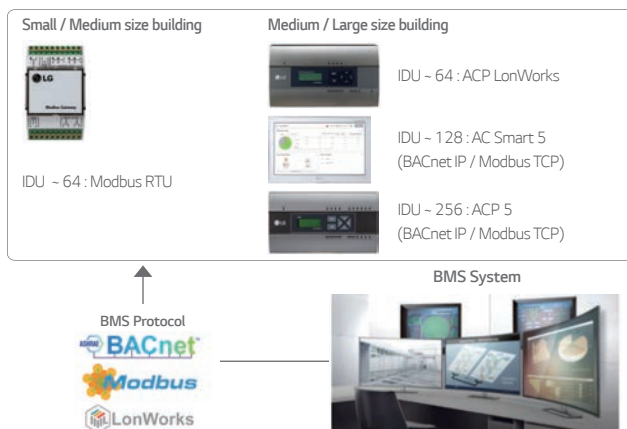 Small / Medium size building
LG
Modbus Gateway
IDU ~ 64 : Modbus RTU
Medium / Large size building
LG
IDU ~ 64 : ACP LonWorks
IDU ~ 128 : AC Smart 5
(BACnet IP / Modbus TCP)
LG
IDU ~ 256 : ACP 5
(BACnet IP / Modbus TCP)
BMS Protocol
ASHRAE BACnet™
Modbus
LonWorks
BMS System